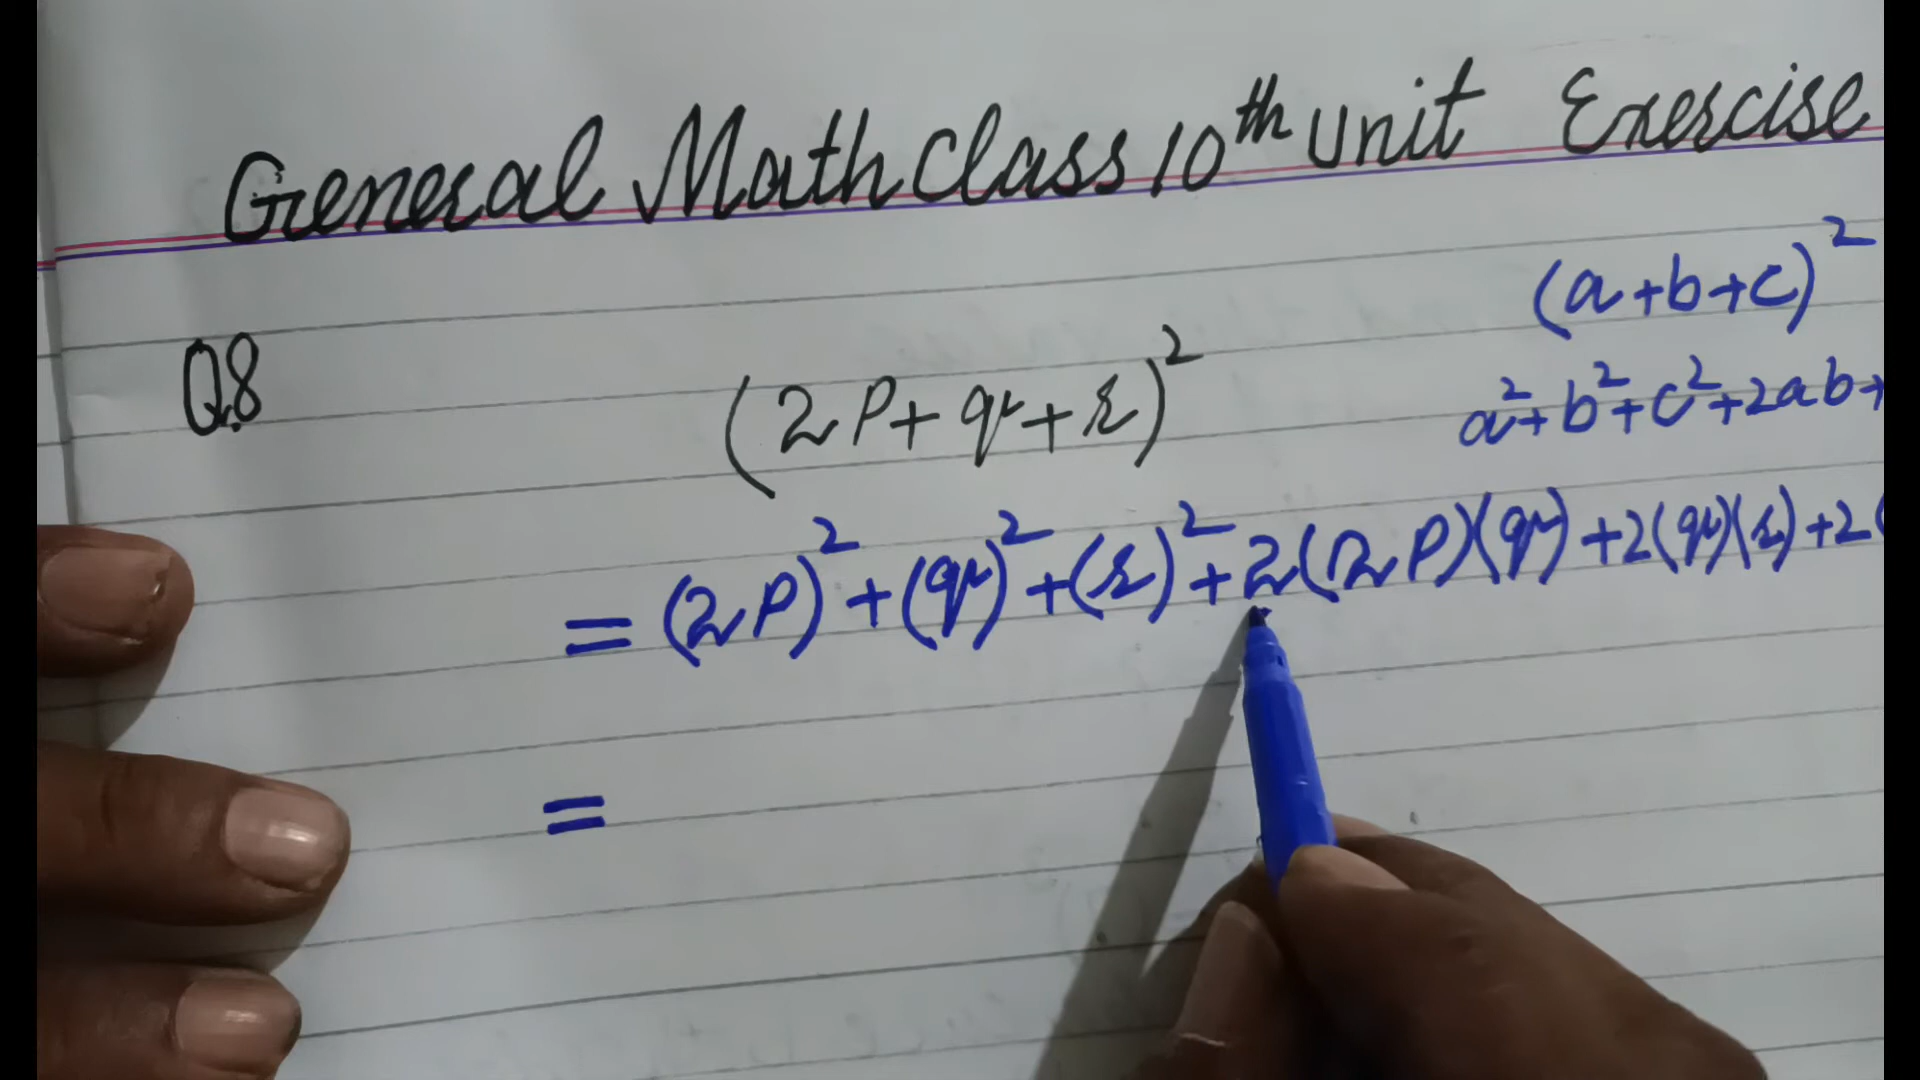 General Math Class 10th Unit Exercise
(a+b+c)²
Q.8 (2P+q+r)²
a²+b²+c²+2ab+
= (2P)²+(q)²+(r)²+2(2P)(q)+2(q)(r)+2(
=